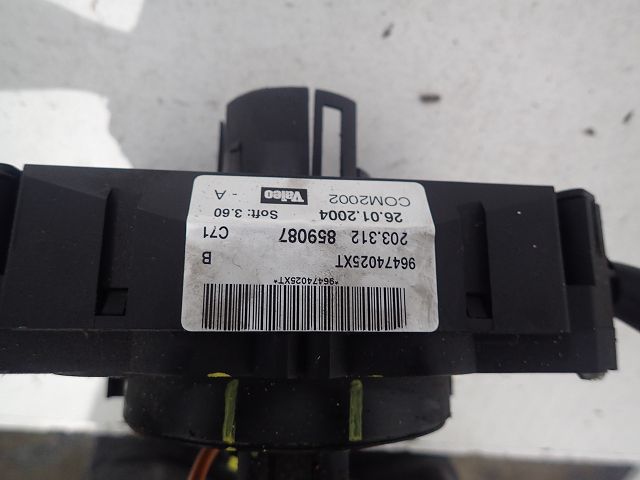 *96474025XT*
96474025XT B
203.312 859087 C71
26.01.2004 Soft: 3.60
COM2002 Valeo - A